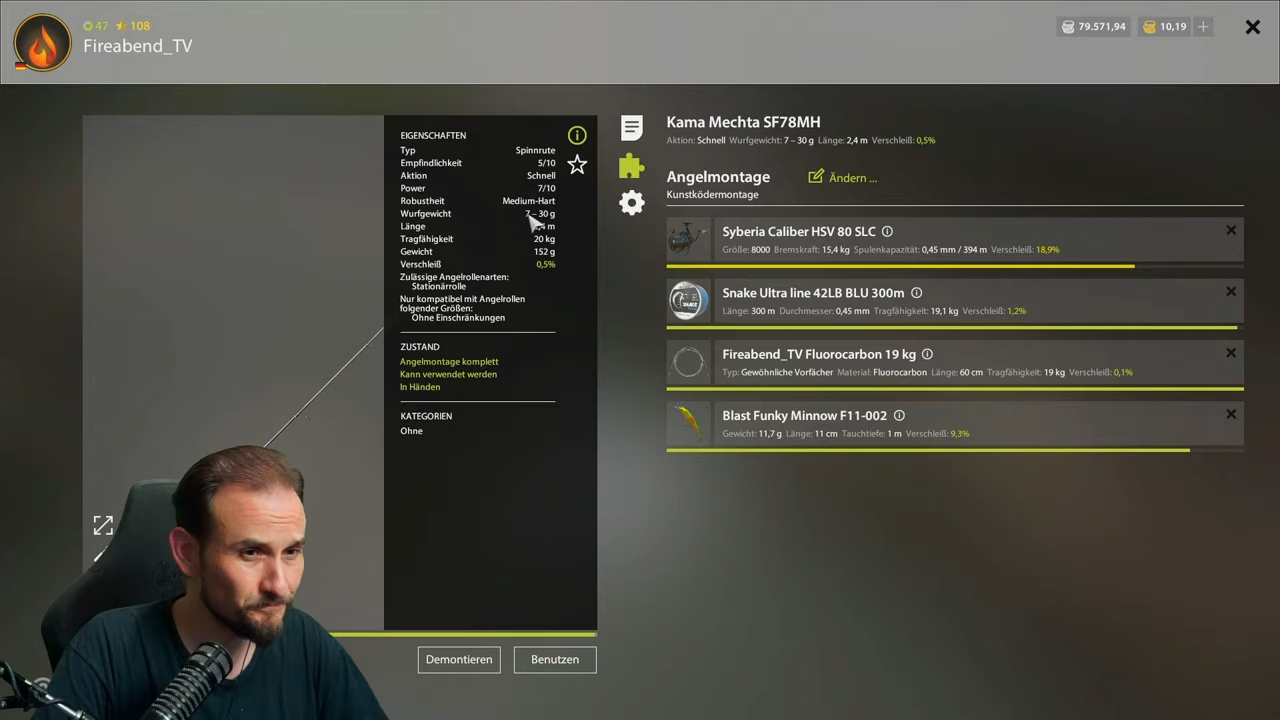 47 108
Fireabend_TV
79.571,94
10,19
EIGENSCHAFTEN
Typ Spinnrute
Empfindlichkeit 5/10
Aktion Schnell
Power 7/10
Robustheit Medium-Hart
Wurfgewicht 7 – 30 g
Länge m
Tragfähigkeit 20 kg
Gewicht 152 g
Verschleiß 0,5%
Zulässige Angelrollenarten:
Stationärrolle
Nur kompatibel mit Angelrollen
folgender Größen:
Ohne Einschränkungen
ZUSTAND
Angelmontage komplett
Kann verwendet werden
In Händen
KATEGORIEN
Ohne
Demontieren
Benutzen
Kama Mechta SF78MH
Aktion: Schnell Wurfgewicht: 7 – 30 g Länge: 2,4 m Verschleiß: 0,5%
Angelmontage
Ändern ...
Kunstködermontage
Syberia Caliber HSV 80 SLC
Größe: 8000 Bremskraft: 15,4 kg Spulenkapazität: 0,45 mm / 394 m Verschleiß: 18,9%
Snake Ultra line 42LB BLU 300m
Länge: 300 m Durchmesser: 0,45 mm Tragfähigkeit: 19,1 kg Verschleiß: 1,2%
Fireabend_TV Fluorocarbon 19 kg
Typ: Gewöhnliche Vorfächer Material: Fluorocarbon Länge: 60 cm Tragfähigkeit: 19 kg Verschleiß: 0,1%
Blast Funky Minnow F11-002
Gewicht: 11,7 g Länge: 11 cm Tauchtiefe: 1 m Verschleiß: 9,3%